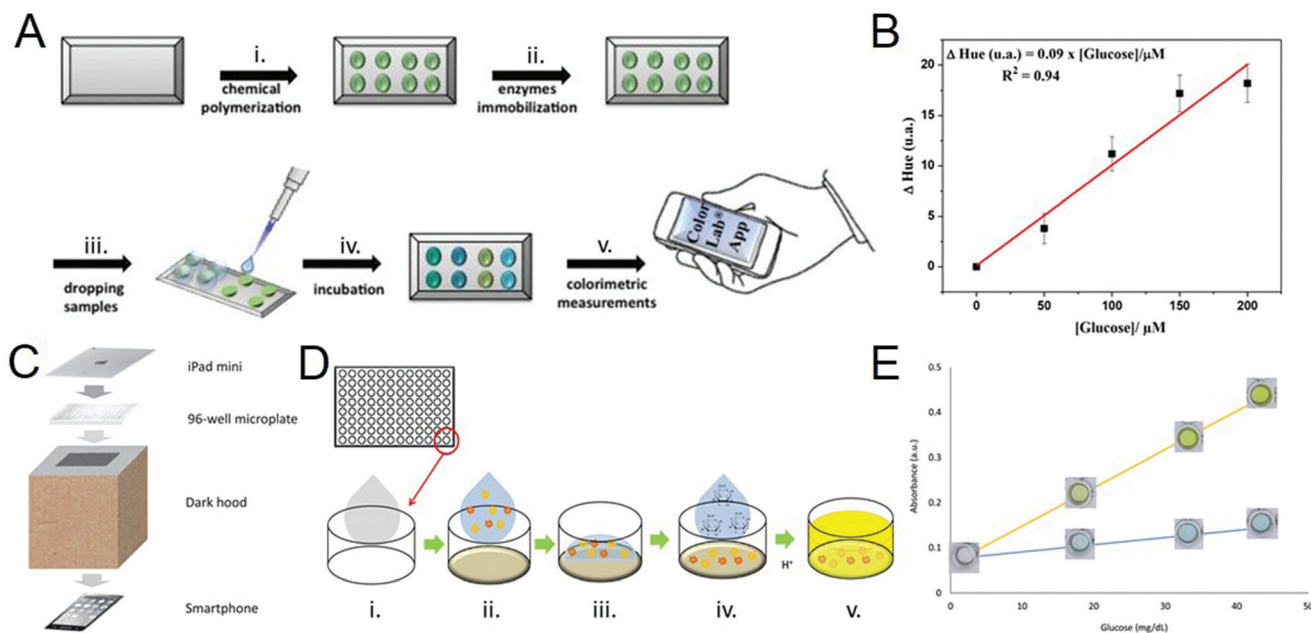 A
i.
chemical
polymerization
ii.
enzymes
immobilization
iii.
dropping
samples
iv.
incubation
v.
colorimetric
measurements
Color
Lab®
App
B
Δ Hue (u.a.) = 0.09 x [Glucose]/μM
R² = 0.94
Δ Hue (u.a.)
20
15
10
5
0
0 50 100 150 200
[Glucose]/ μM
C
iPad mini
96-well microplate
Dark hood
Smartphone
D
H⁺
i. ii. iii. iv. v.
E
Absorbance (a.u.)
0.5
0.4
0.3
0.2
0.1
0
0 10 20 30 40 50
Glucose (mg/dL)